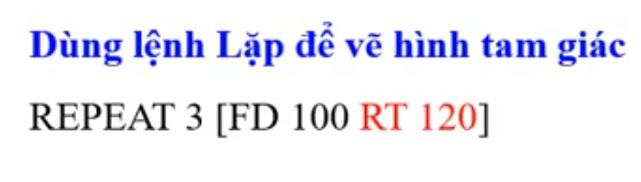 Dùng lệnh Lặp để vẽ hình tam giác
REPEAT 3 [FD 100 RT 120]